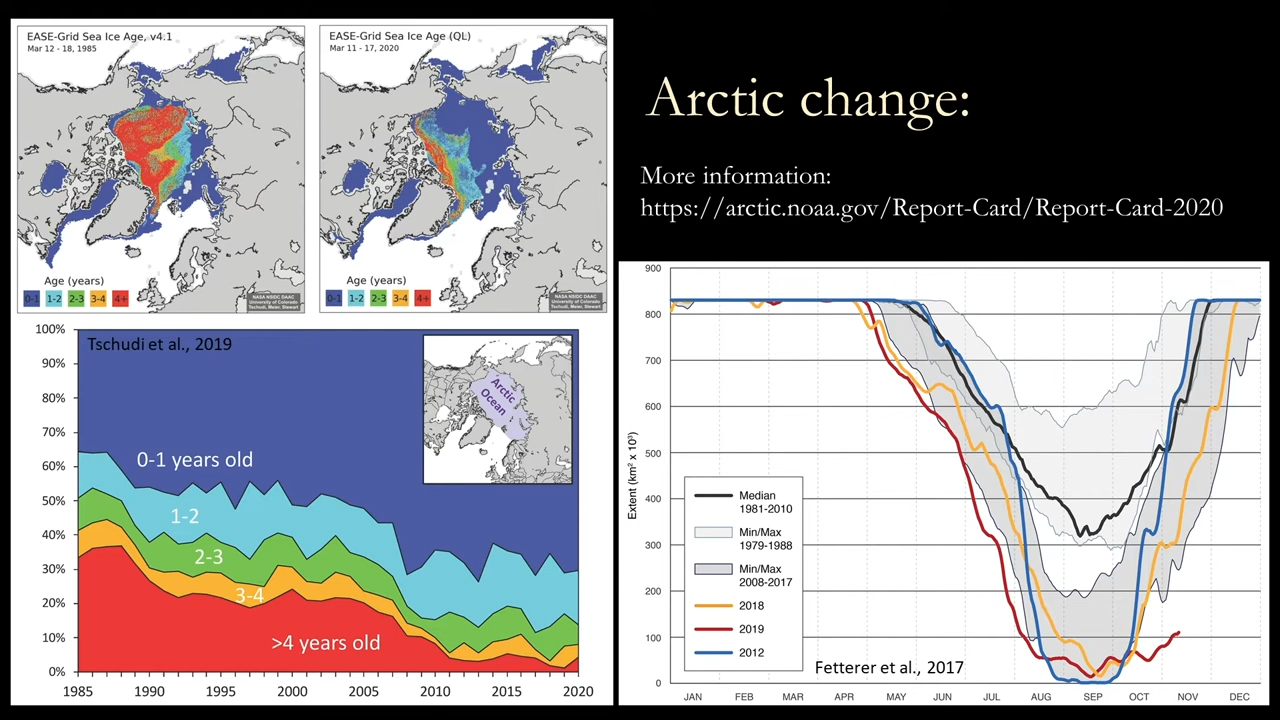 EASE-Grid Sea Ice Age, v4.1
Mar 12 - 18, 1985
Age (years)
0-1 1-2 2-3 3-4 4+
NASA NSIDC DAAC
University of Colorado
Tschudi, Meier, Stewart
EASE-Grid Sea Ice Age (QL)
Mar 11 - 17, 2020
Age (years)
0-1 1-2 2-3 3-4 4+
NASA NSIDC DAAC
University of Colorado
Tschudi, Meier, Stewart
Arctic change:
More information:
https://arctic.noaa.gov/Report-Card/Report-Card-2020
100%
90%
80%
70%
60%
50%
40%
30%
20%
10%
0%
Tschudi et al., 2019
Arctic
Ocean
0-1 years old
1-2
2-3
3-4
>4 years old
1985 1990 1995 2000 2005 2010 2015 2020
900
800
700
600
500
400
300
200
100
0
Extent (km² x 10³)
Median
1981-2010
Min/Max
1979-1988
Min/Max
2008-2017
2018
2019
2012
Fetterer et al., 2017
JAN FEB MAR APR MAY JUN JUL AUG SEP OCT NOV DEC